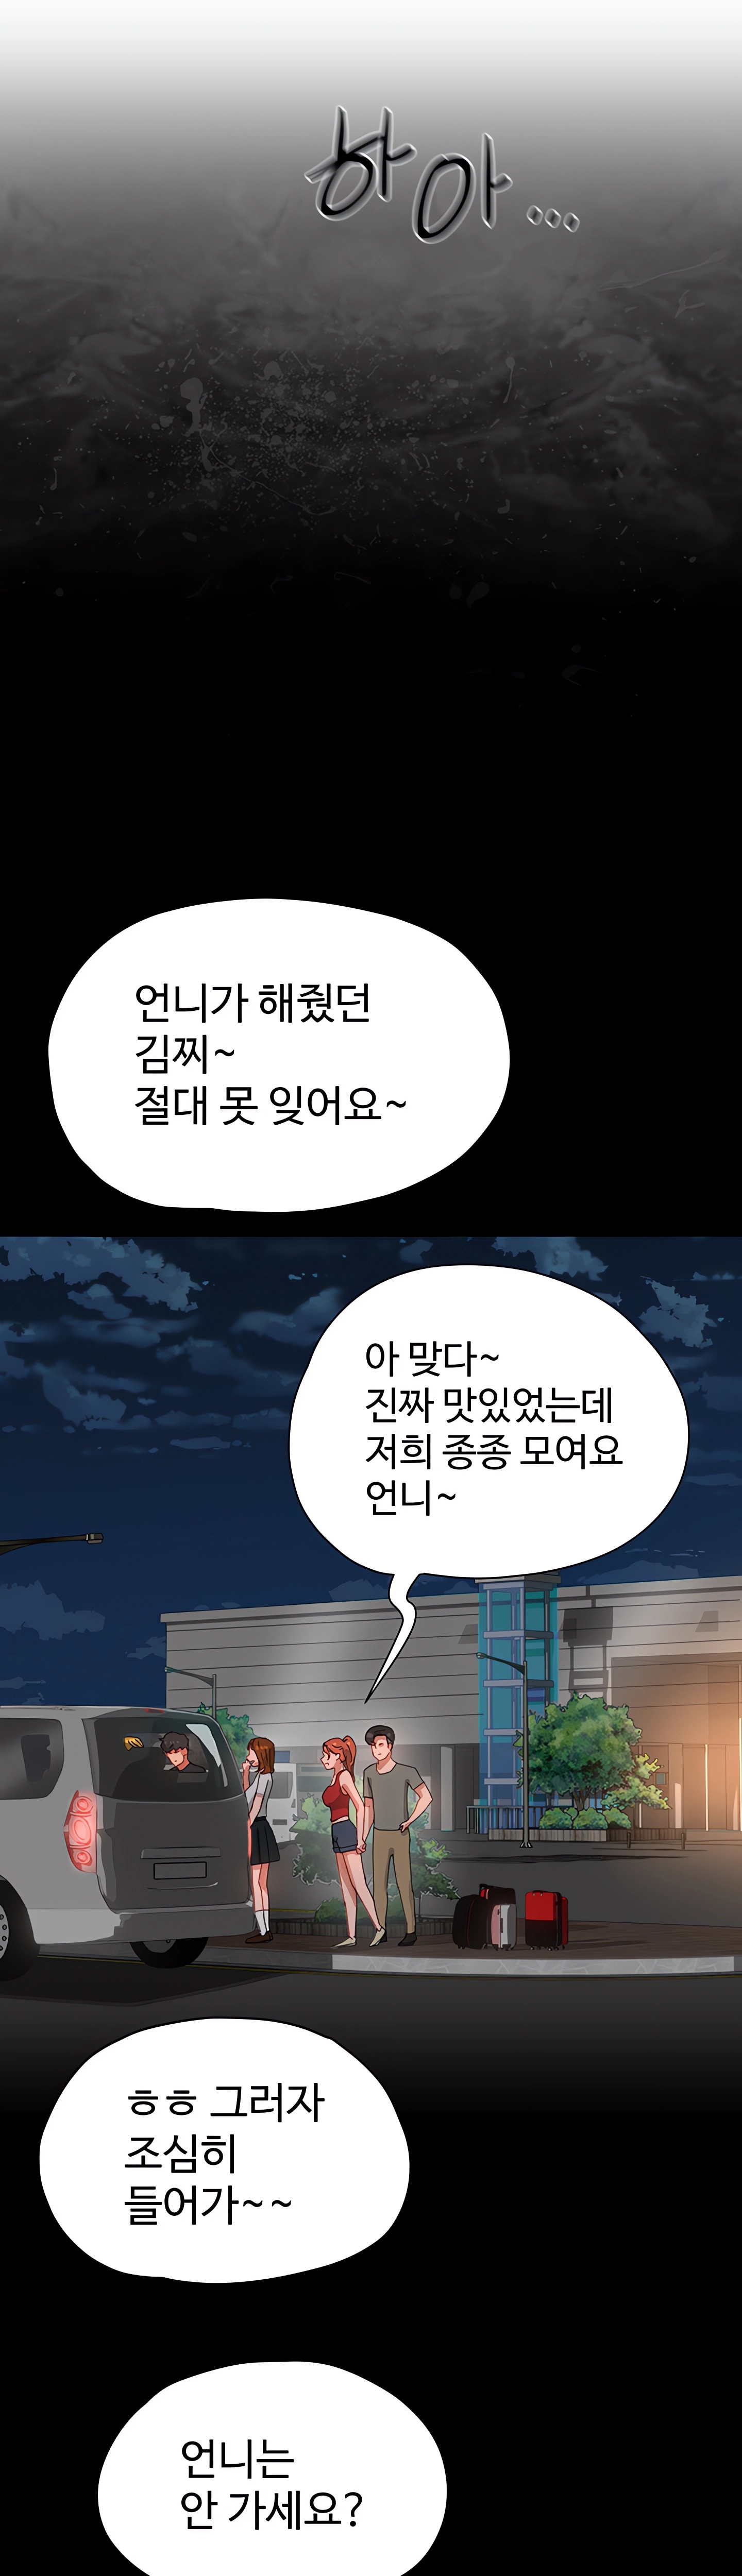 하아...
언니가 해줬던
김찌~
절대 못 잊어요~
아 맞다~
진짜 맛있었는데
저희 종종 모여요
언니~
ㅎㅎ 그러자
조심히
들어가~~
언니는
안 가세요?